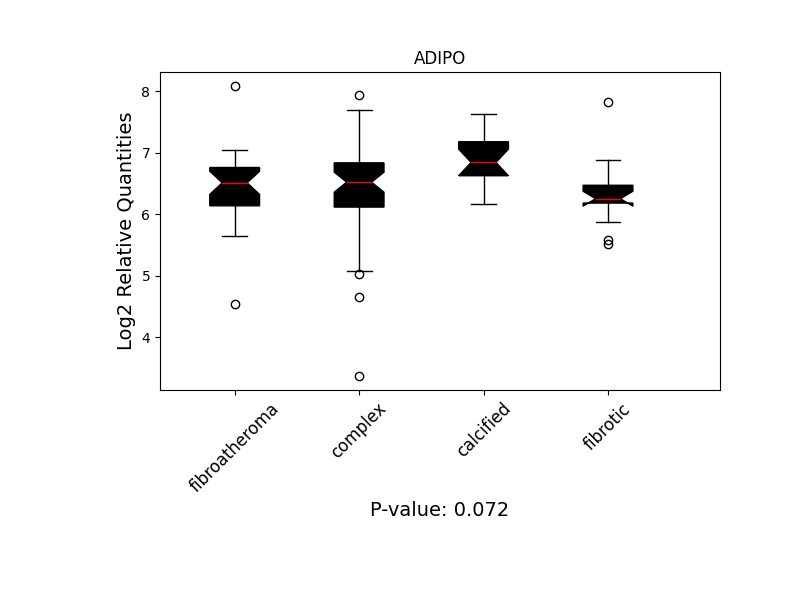 ADIPO
Log2 Relative Quantities
8
7
6
5
4
fibroatheroma
complex
calcified
fibrotic
P-value: 0.072